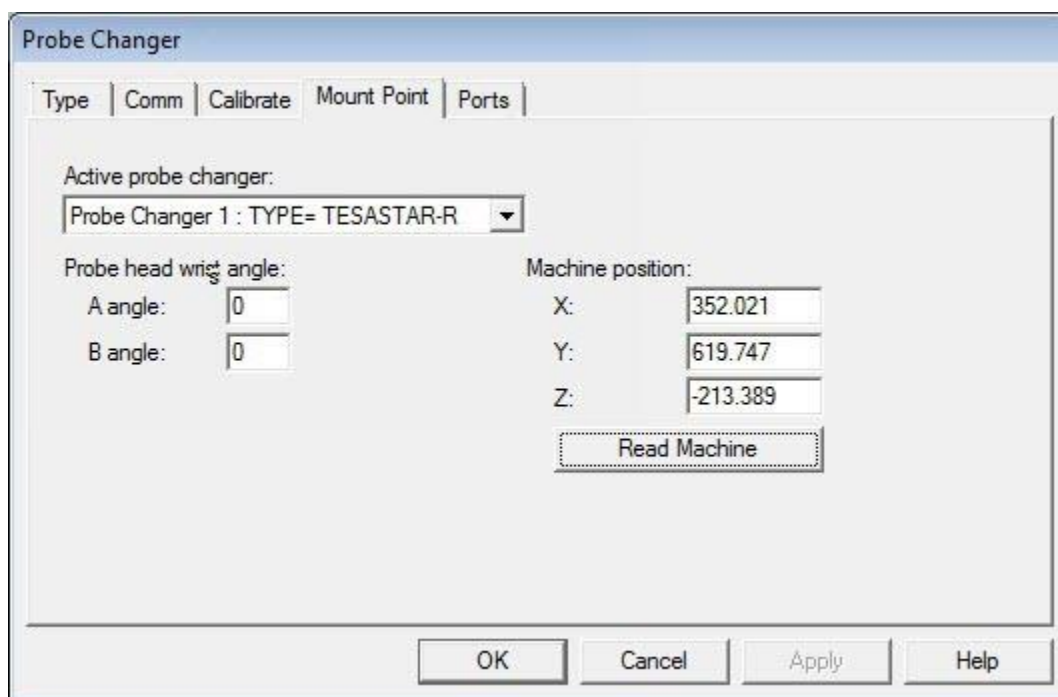 Probe Changer
Type Comm Calibrate Mount Point Ports
Active probe changer:
Probe Changer 1 : TYPE= TESASTAR-R
Probe head wrist angle: Machine position:
A angle: 0 X: 352.021
B angle: 0 Y: 619.747
Z: -213.389
Read Machine
OK Cancel Apply Help